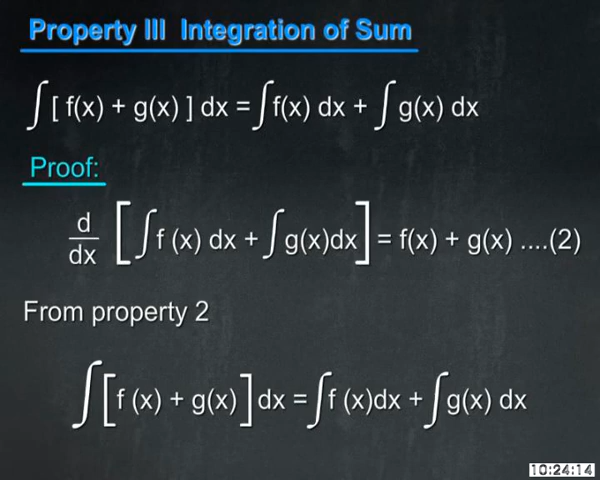 Property III Integration of Sum
∫ [ f(x) + g(x) ] dx = ∫ f(x) dx + ∫ g(x) dx
Proof:
d/dx [ ∫ f (x) dx + ∫ g(x)dx ] = f(x) + g(x) ....(2)
From property 2
∫ [ f (x) + g(x) ] dx = ∫ f (x)dx + ∫ g(x) dx
10:24:14